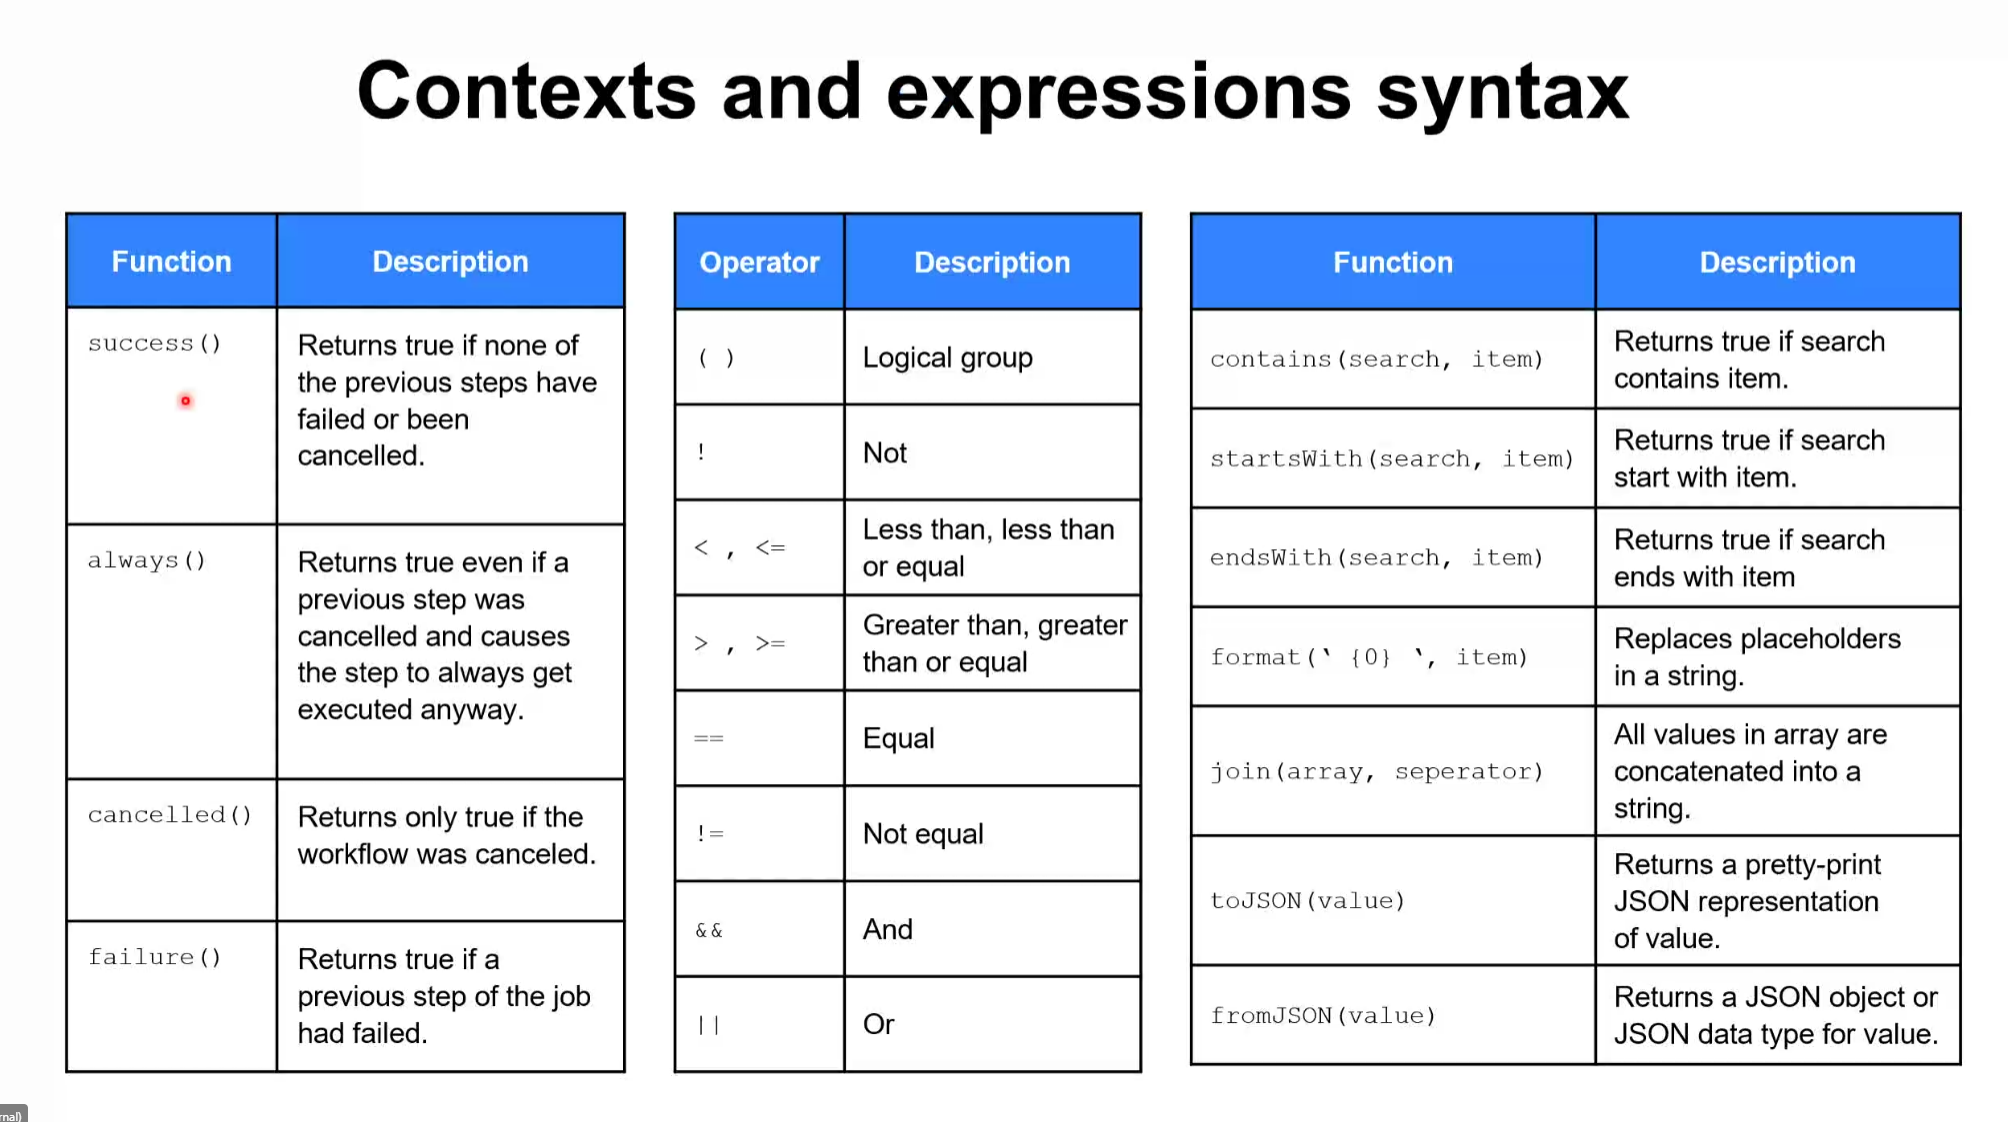 Contexts and expressions syntax
Function
Description
success()
Returns true if none of
the previous steps have
failed or been
cancelled.
always()
Returns true even if a
previous step was
cancelled and causes
the step to always get
executed anyway.
cancelled()
Returns only true if the
workflow was canceled.
failure()
Returns true if a
previous step of the job
had failed.
Operator
Description
( )
Logical group
!
Not
< , <=
Less than, less than
or equal
> , >=
Greater than, greater
than or equal
==
Equal
!=
Not equal
&&
And
||
Or
Function
Description
contains(search, item)
Returns true if search
contains item.
startsWith(search, item)
Returns true if search
start with item.
endsWith(search, item)
Returns true if search
ends with item
format(‛ {0} ‛, item)
Replaces placeholders
in a string.
join(array, seperator)
All values in array are
concatenated into a
string.
toJSON(value)
Returns a pretty-print
JSON representation
of value.
fromJSON(value)
Returns a JSON object or
JSON data type for value.
rnal)